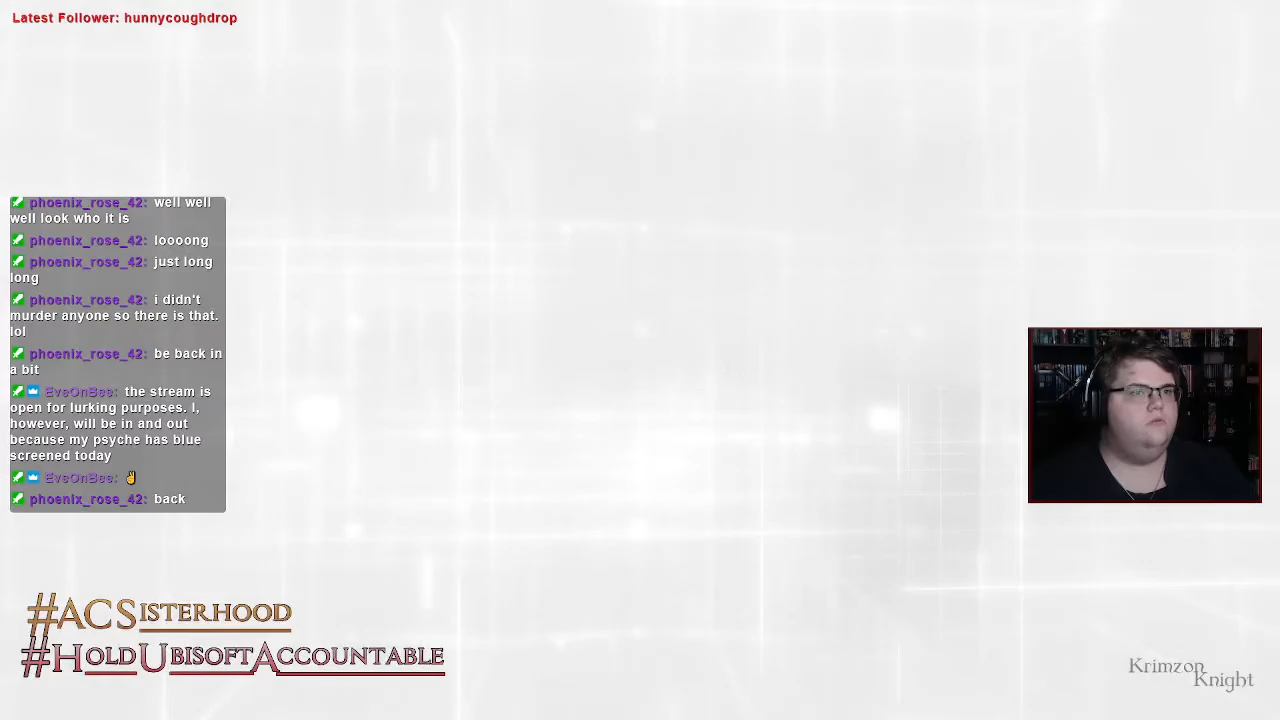 Latest Follower: hunnycoughdrop
phoenix_rose_42: well well
well look who it is
phoenix_rose_42: loooong
phoenix_rose_42: just long
long
phoenix_rose_42: i didn't
murder anyone so there is that.
lol
phoenix_rose_42: be back in
a bit
EveOnBee: the stream is
open for lurking purposes. I,
however, will be in and out
because my psyche has blue
screened today
EveOnBee: ✌
phoenix_rose_42: back
#ACSisterhood
#HoldUbisoftAccountable
Krimzon
Knight